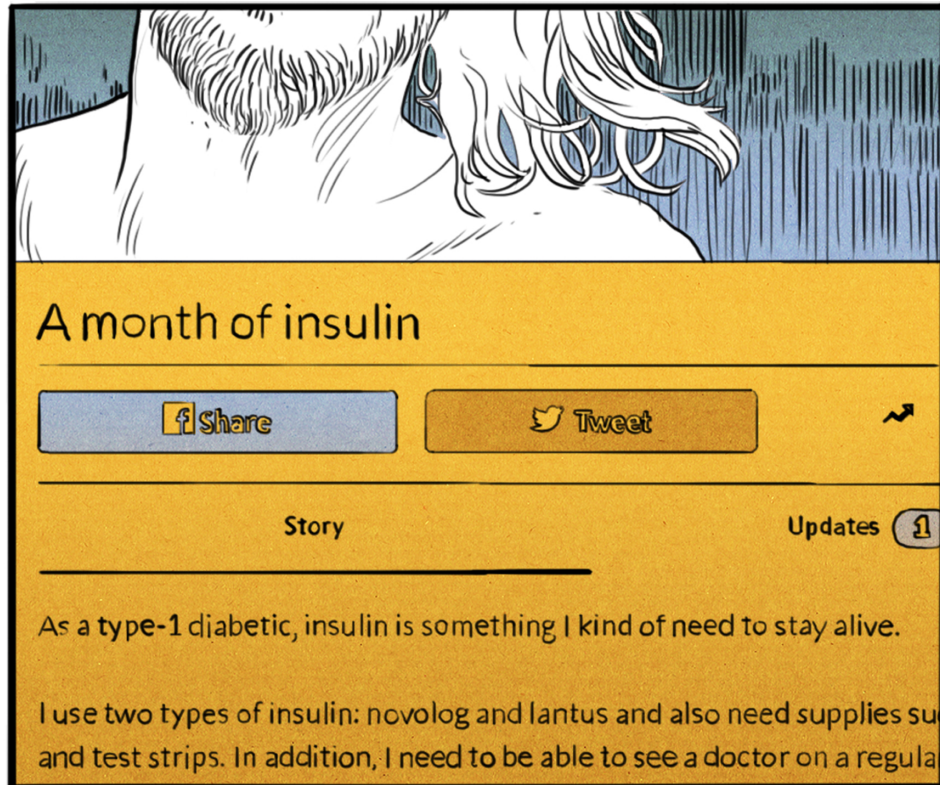 A month of insulin
f Share
Tweet
Story
Updates 1
As a type-1 diabetic, insulin is something I kind of need to stay alive.
I use two types of insulin: novolog and lantus and also need supplies
and test strips. In addition, I need to be able to see a doctor on a